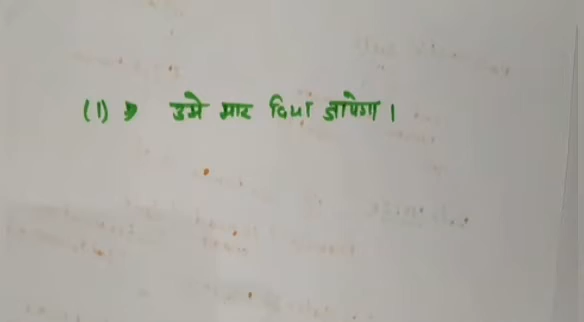 (1) → उसे मार दिया जायेगा ।